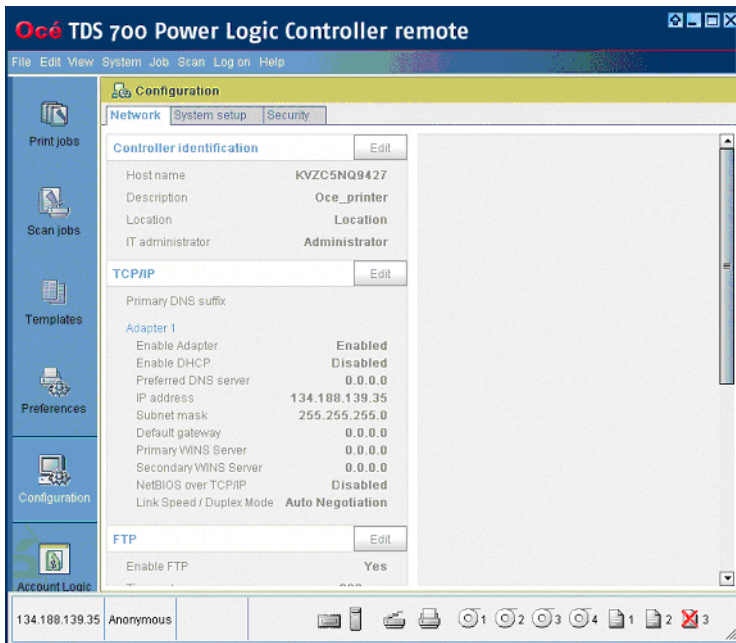 Océ TDS 700 Power Logic Controller remote
File Edit View System Job Scan Log on Help
Print jobs
Scan jobs
Templates
Preferences
Configuration
Account Logic
Configuration
Network System setup Security
Controller identification Edit
Host name KVZC5NQ9427
Description Oce_printer
Location Location
IT administrator Administrator
TCP/IP Edit
Primary DNS suffix
Adapter 1
Enable Adapter Enabled
Enable DHCP Disabled
Preferred DNS server 0.0.0.0
IP address 134.188.139.35
Subnet mask 255.255.255.0
Default gateway 0.0.0.0
Primary WINS Server 0.0.0.0
Secondary WINS Server 0.0.0.0
NetBIOS over TCP/IP Disabled
Link Speed / Duplex Mode Auto Negotiation
FTP Edit
Enable FTP Yes
134.188.139.35 Anonymous 1 2 3 4 1 2 3